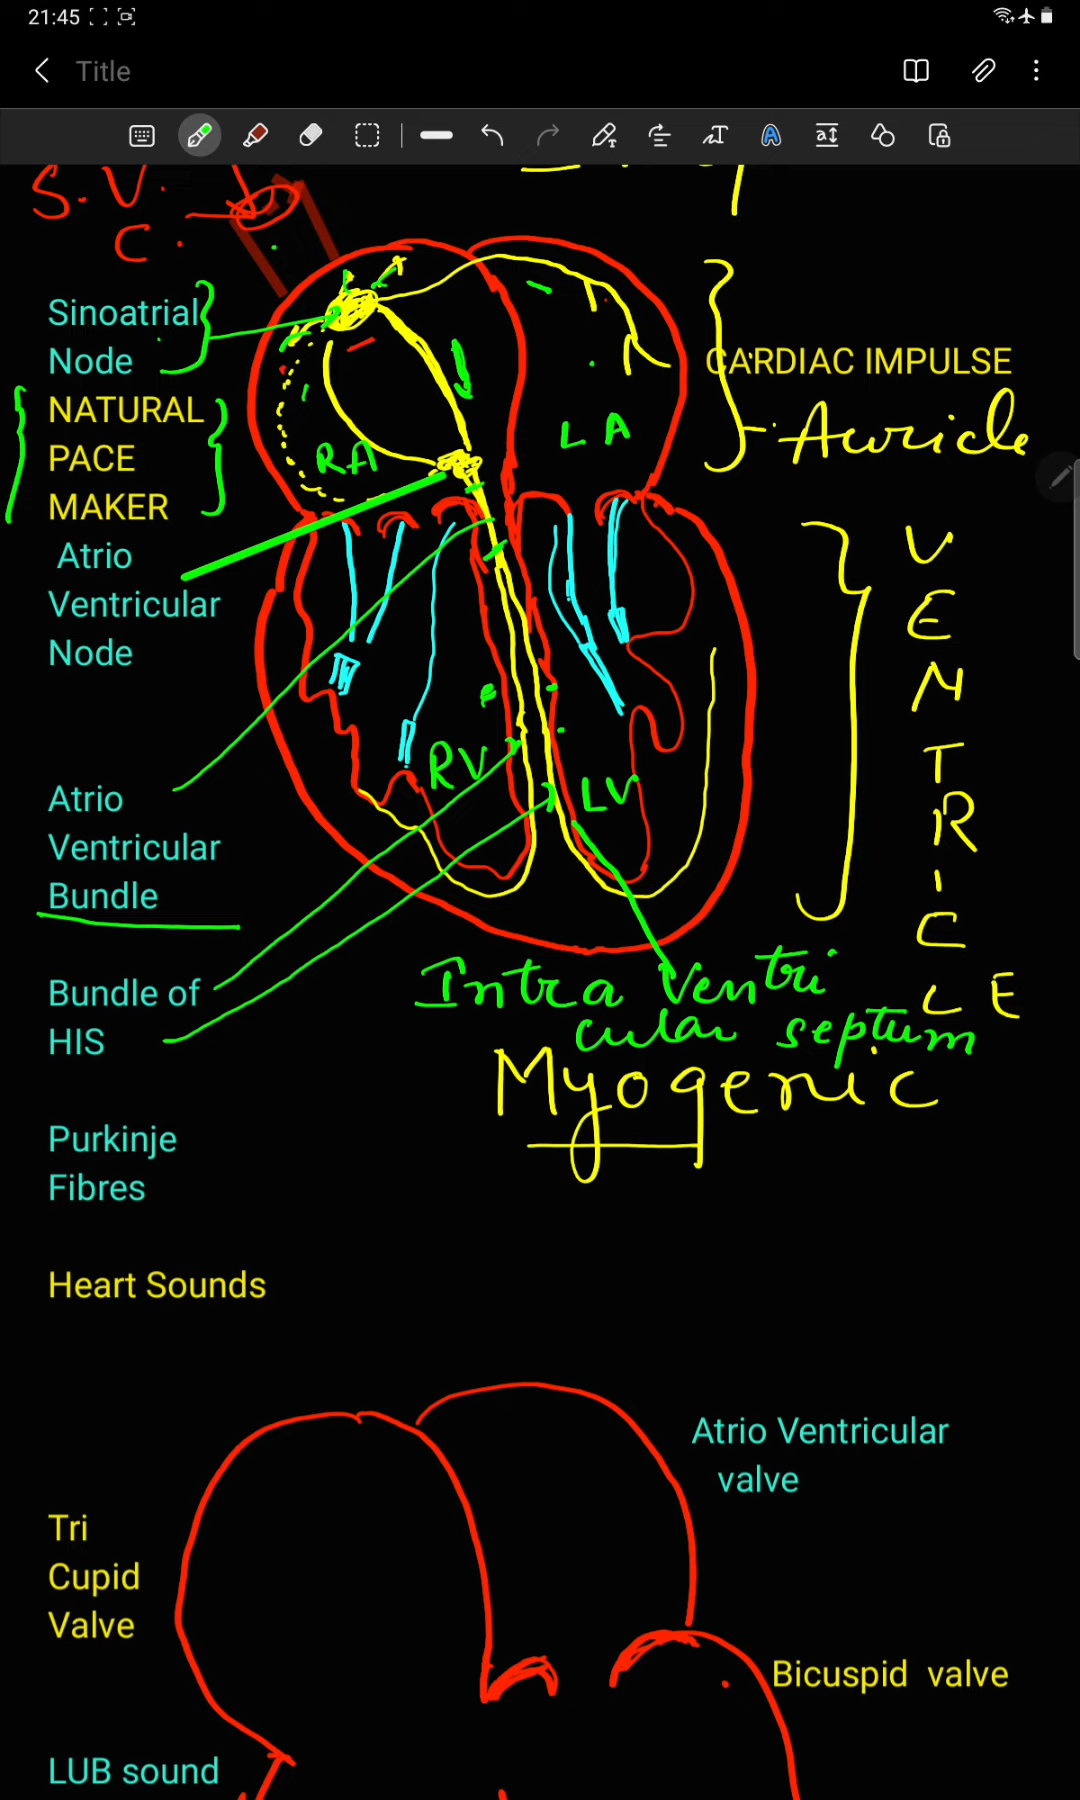 21:45
Title
S. V.
C.
Sinoatrial
Node
NATURAL
PACE
MAKER
Atrio
Ventricular
Node
CARDIAC IMPULSE
Auricle
RA
LA
VENTRICLE
Atrio
Ventricular
Bundle
RV
LV
Bundle of
HIS
Intra Ventri
cular septum
Myogenic
Purkinje
Fibres
Heart Sounds
Atrio Ventricular
valve
Tri
Cupid
Valve
Bicuspid valve
LUB sound